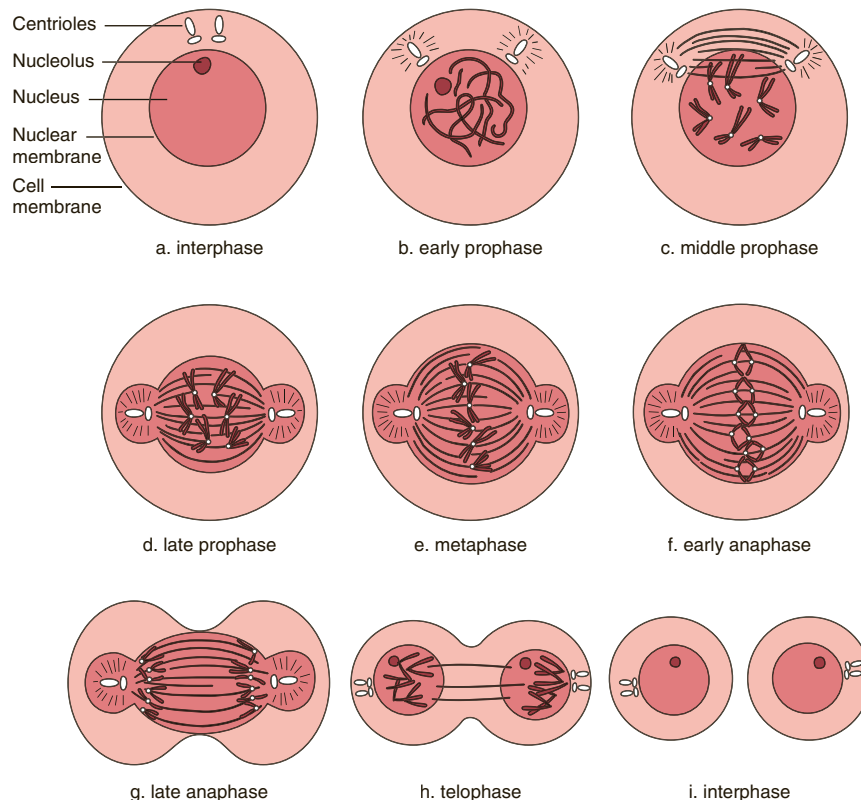 Centrioles
Nucleolus
Nucleus
Nuclear
membrane
Cell
membrane
a. interphase
b. early prophase
c. middle prophase
d. late prophase
e. metaphase
f. early anaphase
g. late anaphase
h. telophase
i. interphase